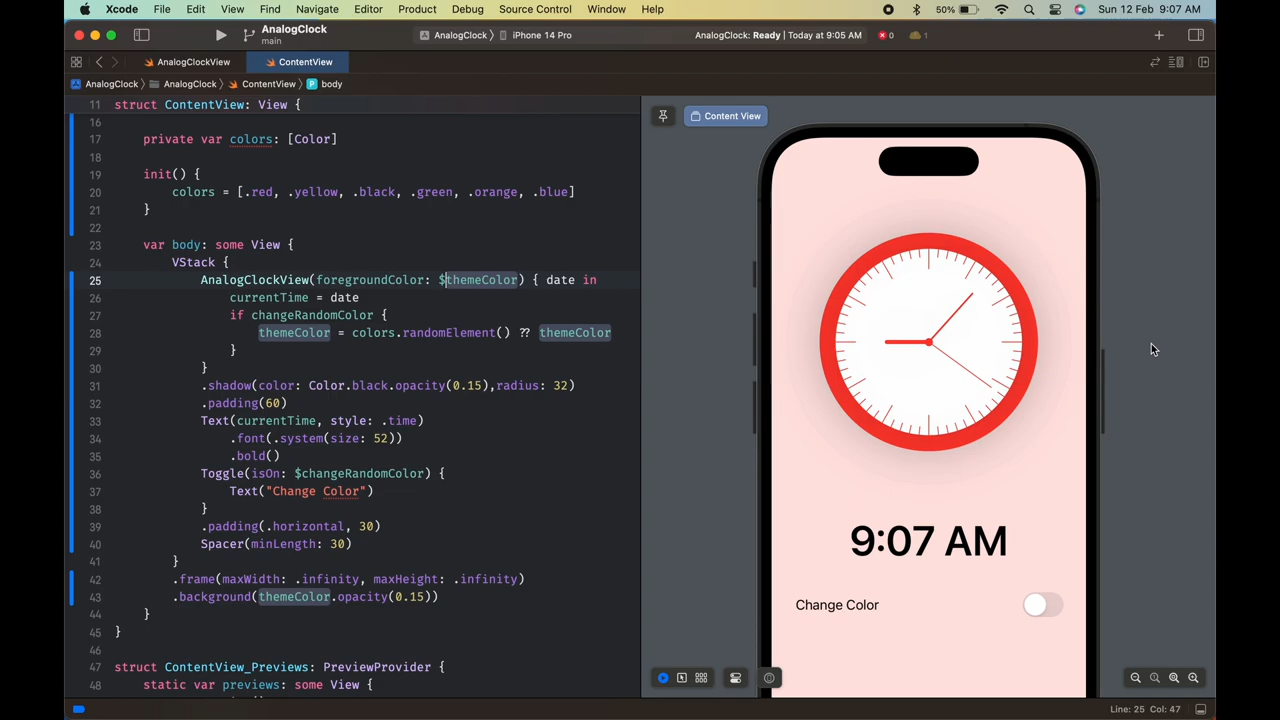 Xcode File Edit View Find Navigate Editor Product Debug Source Control Window Help 50% Sun 12 Feb 9:07 AM
AnalogClock
main
AnalogClock 〉 iPhone 14 Pro
AnalogClock: Ready | Today at 9:05 AM
0 1
AnalogClockView ContentView
AnalogClock 〉 AnalogClock 〉 ContentView 〉 P body
11 struct ContentView: View {
16
17 private var colors: [Color]
18
19 init() {
20 colors = [.red, .yellow, .black, .green, .orange, .blue]
21 }
22
23 var body: some View {
24 VStack {
25 AnalogClockView(foregroundColor: $themeColor) { date in
26 currentTime = date
27 if changeRandomColor {
28 themeColor = colors.randomElement() ?? themeColor
29 }
30 }
31 .shadow(color: Color.black.opacity(0.15),radius: 32)
32 .padding(60)
33 Text(currentTime, style: .time)
34 .font(.system(size: 52))
35 .bold()
36 Toggle(isOn: $changeRandomColor) {
37 Text("Change Color")
38 }
39 .padding(.horizontal, 30)
40 Spacer(minLength: 30)
41 }
42 .frame(maxWidth: .infinity, maxHeight: .infinity)
43 .background(themeColor.opacity(0.15))
44 }
45 }
46
47 struct ContentView_Previews: PreviewProvider {
48 static var previews: some View {
Content View
9:07 AM
Change Color
Line: 25 Col: 47